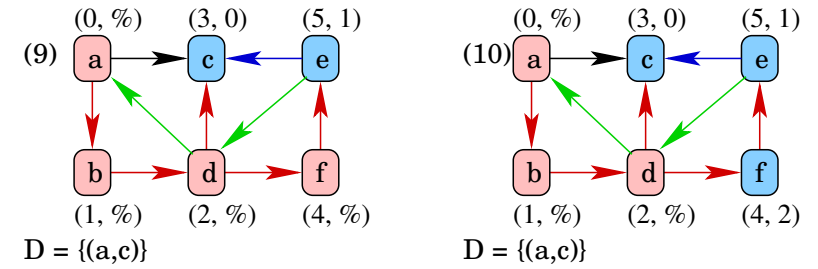 (0, %) (3, 0) (5, 1) (0, %) (3, 0) (5, 1)
(9) a c e (10) a c e
b d f b d f
(1, %) (2, %) (4, %) (1, %) (2, %) (4, 2)
D = {(a,c)} D = {(a,c)}